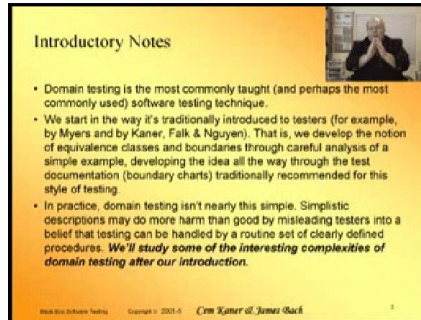 Introductory Notes
• Domain testing is the most commonly taught (and perhaps the most
commonly used) software testing technique.
• We start in the way it's traditionally introduced to testers (for example,
by Myers and by Kaner, Falk & Nguyen). That is, we develop the notion
of equivalence classes and boundaries through careful analysis of a
simple example, developing the idea all the way through the test
documentation (boundary charts) traditionally recommended for this
style of testing.
• In practice, domain testing isn't nearly this simple. Simplistic
descriptions may do more harm than good by misleading testers into a
belief that testing can be handled by a routine set of clearly defined
procedures. We'll study some of the interesting complexities of
domain testing after our introduction.
Black Box Software Testing Copyright © 2001-5 Cem Kaner & James Bach